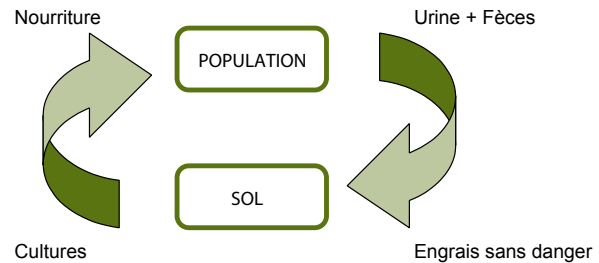 Nourriture
Urine + Fèces
POPULATION
SOL
Cultures
Engrais sans danger